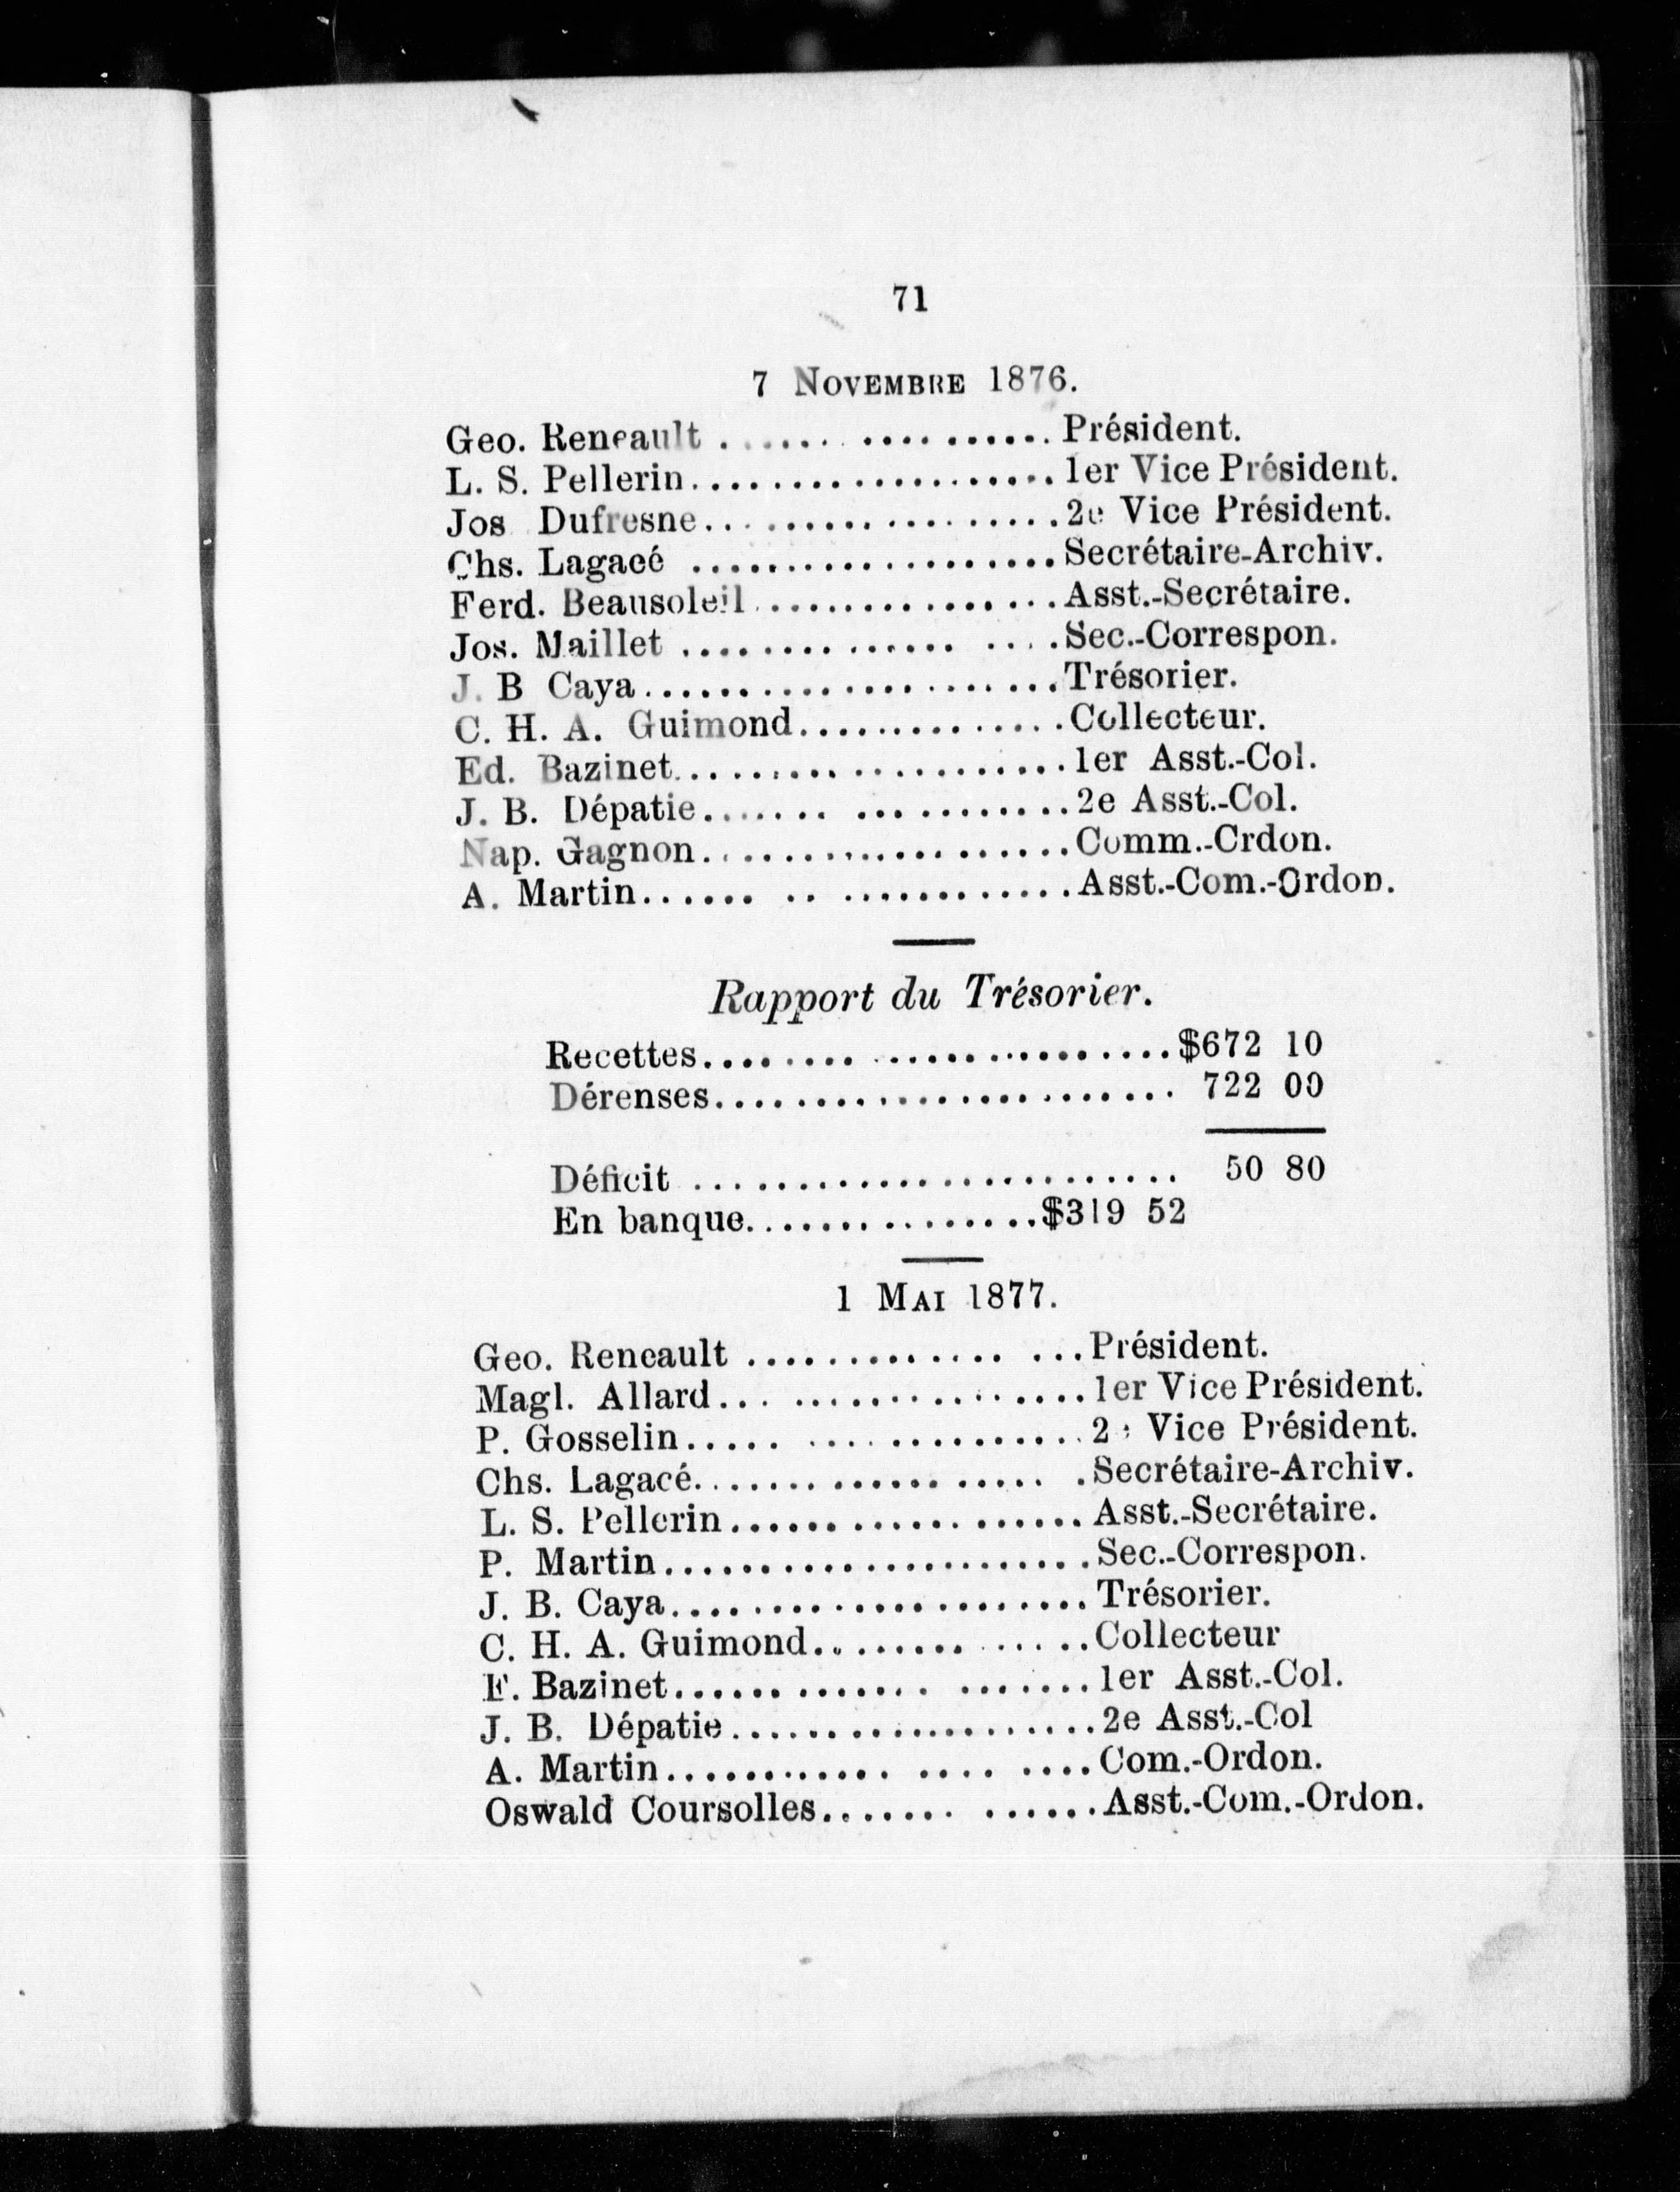 71
7 NOVEMBRE 1876.
Geo. Reneault . ...... .......... Président.
L. S. Pellerin................... 1er Vice Président.
Jos Dufresne.. ................2e Vice Président.
Chs. Lagacé ...................Secrétaire-Archiv.
Ferd. Beausoleil ...............Asst.-Secrétaire.
Jos. Maillet .............. ....Sec.-Correspon.
J. B Caya.....................Trésorier.
C. H. A. Guimond..............Collecteur.
Ed. Bazinet....................1er Asst.-Col.
J. B. Dépatie....... ... ........2e Asst.-Col.
Nap. Gagnon...................Comm.-Crdon.
A. Martin...... .. ............Asst.-Com.-Ordon.
Rapport du Trésorier.
Recettes........ ...............$672 10
Dérenses........................ 722 00
Déficit ......................... 50 80
En banque...............$319 52
1 MAI 1877.
Geo. Reneault ............. ...Président.
Magl. Allard... ...............1er Vice Président.
P. Gosselin..... ..............2e Vice Président.
Chs. Lagacé.................. .Secrétaire-Archiv.
L. S. Pellerin...... ...... ...... Asst.-Secrétaire.
P. Martin......................Sec.-Correspon.
J. B. Caya...................... Trésorier.
C. H. A. Guimond........ ......Collecteur
E. Bazinet............. .......1er Asst.-Col.
J. B. Dépatie...................2e Asst.-Col
A. Martin............ .... ....Com.-Ordon.
Oswald Coursolles....... ......Asst.-Com.-Ordon.